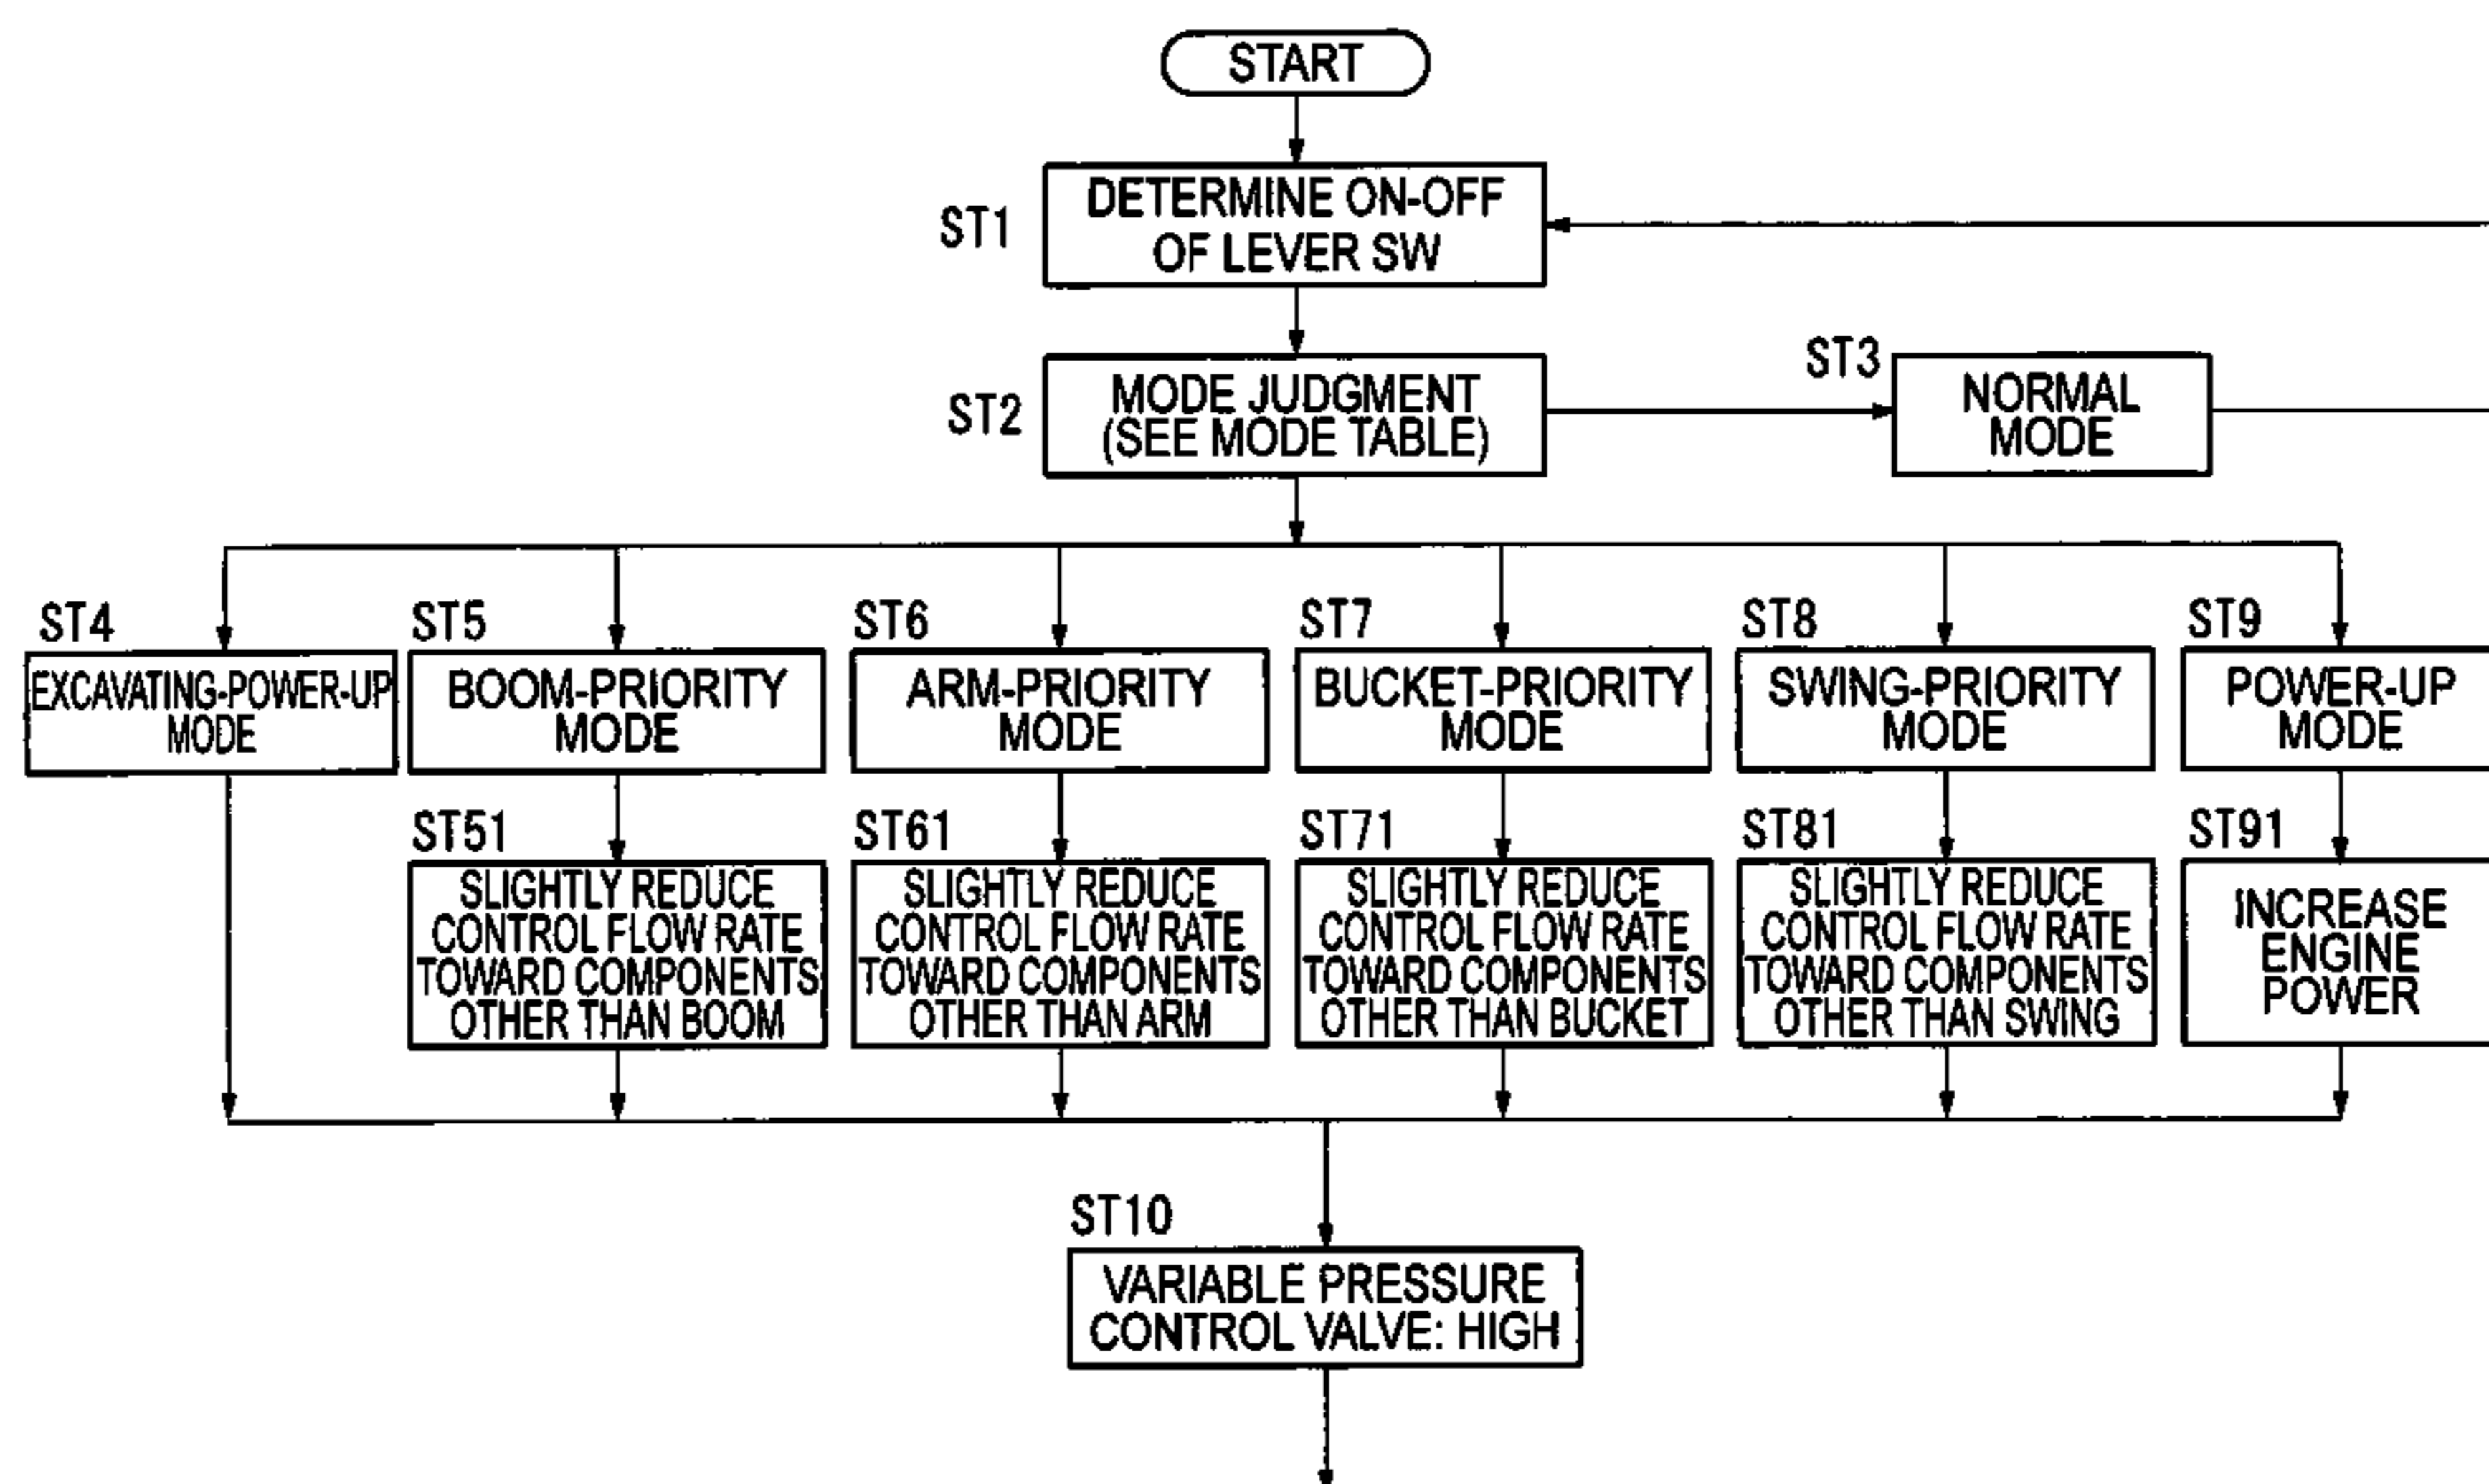 START
ST1
DETERMINE ON-OFF
OF LEVER SW
ST2
MODE JUDGMENT
(SEE MODE TABLE)
ST3
NORMAL
MODE
ST4
EXCAVATING-POWER-UP
MODE
ST5
BOOM-PRIORITY
MODE
ST6
ARM-PRIORITY
MODE
ST7
BUCKET-PRIORITY
MODE
ST8
SWING-PRIORITY
MODE
ST9
POWER-UP
MODE
ST51
SLIGHTLY REDUCE
CONTROL FLOW RATE
TOWARD COMPONENTS
OTHER THAN BOOM
ST61
SLIGHTLY REDUCE
CONTROL FLOW RATE
TOWARD COMPONENTS
OTHER THAN ARM
ST71
SLIGHTLY REDUCE
CONTROL FLOW RATE
TOWARD COMPONENTS
OTHER THAN BUCKET
ST81
SLIGHTLY REDUCE
CONTROL FLOW RATE
TOWARD COMPONENTS
OTHER THAN SWING
ST91
INCREASE
ENGINE
POWER
ST10
VARIABLE PRESSURE
CONTROL VALVE: HIGH